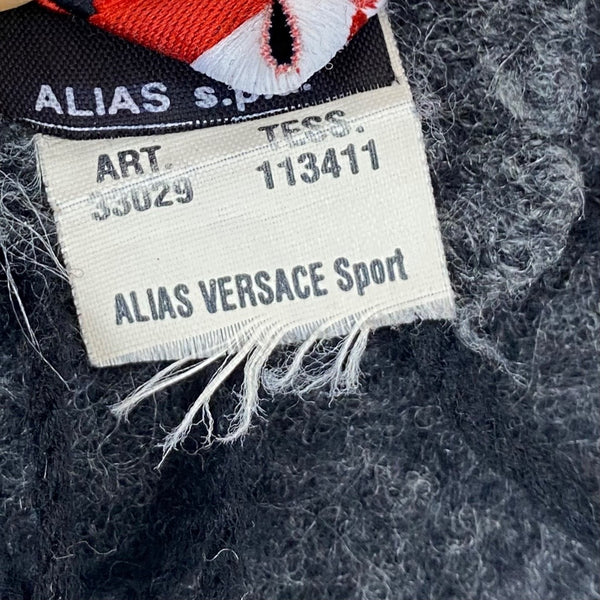 ALIAS
ART. TESS.
33029 113411
ALIAS VERSACE Sport